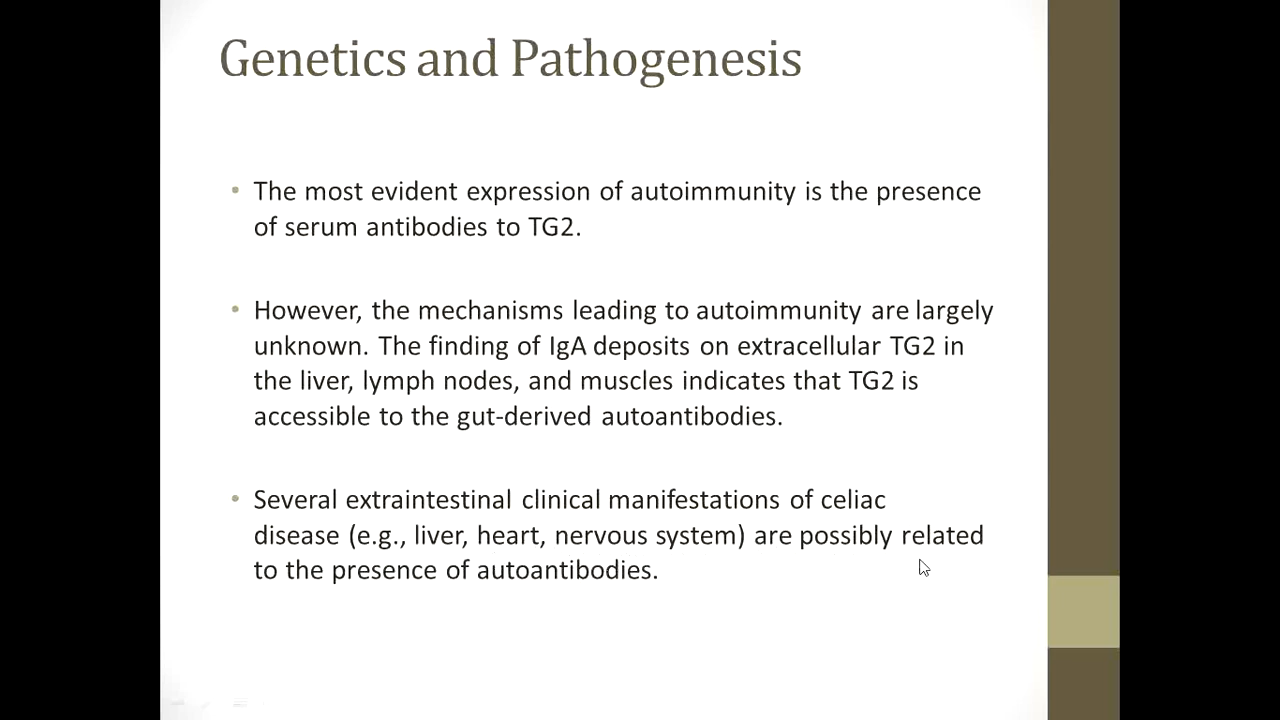 Genetics and Pathogenesis
• The most evident expression of autoimmunity is the presence
of serum antibodies to TG2.
• However, the mechanisms leading to autoimmunity are largely
unknown. The finding of IgA deposits on extracellular TG2 in
the liver, lymph nodes, and muscles indicates that TG2 is
accessible to the gut-derived autoantibodies.
• Several extraintestinal clinical manifestations of celiac
disease (e.g., liver, heart, nervous system) are possibly related
to the presence of autoantibodies.